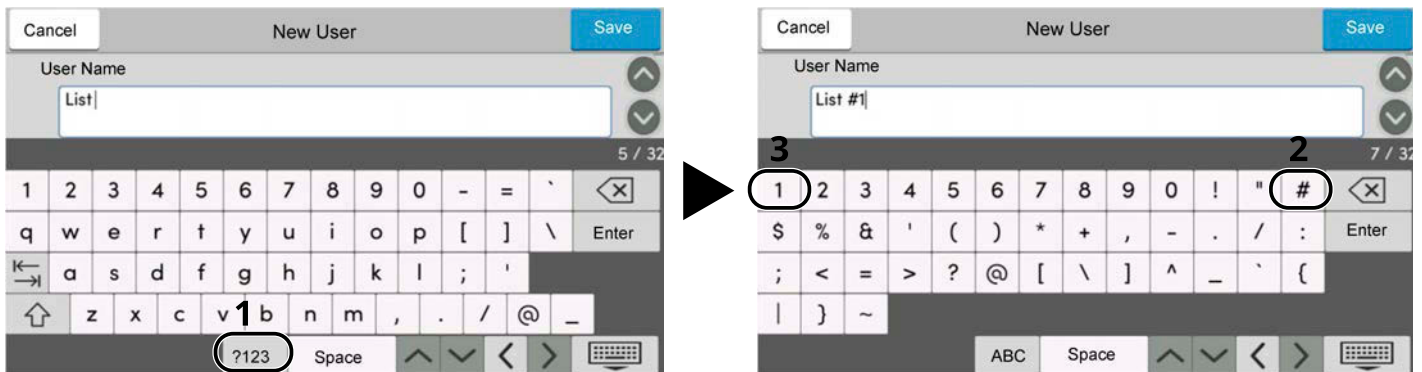 Cancel New User Save
User Name
List
5 / 32
1 2 3 4 5 6 7 8 9 0 - = `
q w e r t y u i o p [ ] \ Enter
a s d f g h j k l ; '
z x c v b n m , . / @ _
1
?123 Space
Cancel New User Save
User Name
List #1
3 2
7 / 32
1 2 3 4 5 6 7 8 9 0 ! " #
$ % & ' ( ) * + , - . / : Enter
; < = > ? @ [ \ ] ^ _ ` {
| } ~
ABC Space